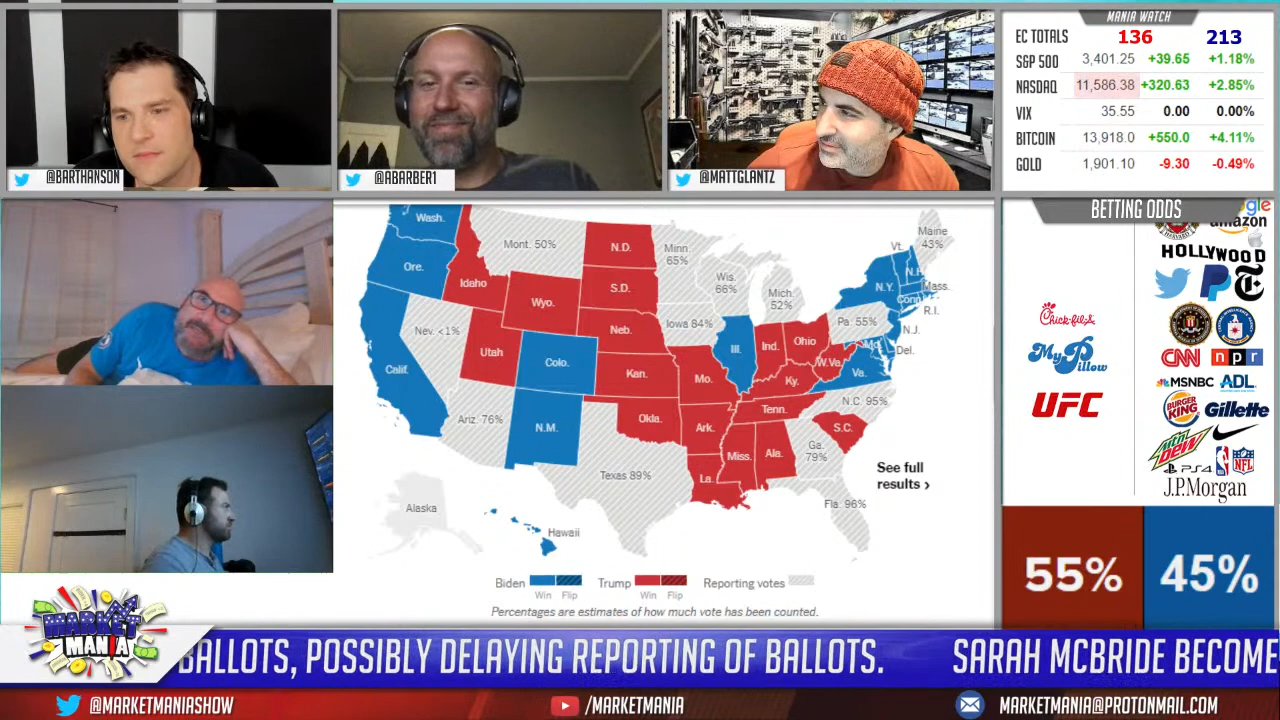 @BARTHANSON
@ABARBER1
@MATTGLANTZ
MANIA WATCH
EC TOTALS 136 213
S&P 500 3,401.25 +39.65 +1.18%
NASDAQ 11,586.38 +320.63 +2.85%
VIX 35.55 0.00 0.00%
BITCOIN 13,918.0 +550.0 +4.11%
GOLD 1,901.10 -9.30 -0.49%
BETTING ODDS
amazon
HOLLYWOOD
Chick-fil-A
MyPillow
CNN npr
MSNBC ADL
UFC
BURGER KING Gillette
Mtn DEW
PS4 NBA NFL
J.P.Morgan
55% 45%
Wash.
Mont. 50%
N.D.
Minn. 65%
Vt.
Maine 43%
Ore.
Idaho
Wyo.
S.D.
Wis. 66%
Mich. 52%
N.Y.
N.H.
Mass.
Conn.
R.I.
Nev. <1%
Utah
Colo.
Neb.
Iowa 84%
Ill.
Ind.
Ohio
Pa. 55%
N.J.
Md.
Del.
Calif.
Kan.
Mo.
Ky.
W.Va.
Va.
Ariz. 76%
N.M.
Okla.
Ark.
Tenn.
N.C. 95%
S.C.
Texas 89%
La.
Miss.
Ala.
Ga. 79%
Fla. 96%
Alaska
Hawaii
See full
results ›
Biden Trump Reporting votes
Win Flip Win Flip
Percentages are estimates of how much vote has been counted.
MARKET
MANIA
BALLOTS, POSSIBLY DELAYING REPORTING OF BALLOTS. SARAH MCBRIDE BECOME
@MARKETMANIASHOW /MARKETMANIA MARKETMANIA@PROTONMAIL.COM